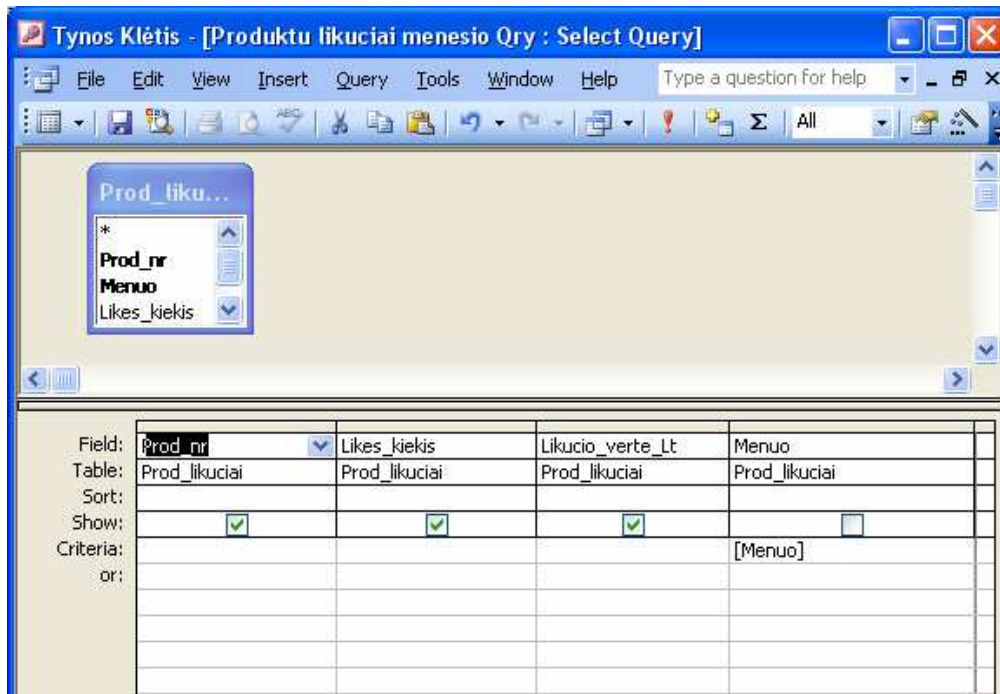 Tynos Klėtis - [Produktu likuciai menesio Qry : Select Query]
File Edit View Insert Query Tools Window Help Type a question for help
ABC Σ All
Prod_liku...
*
Prod_nr
Menuo
Likes_kiekis
Field: Prod_nr Likes_kiekis Likucio_verte_Lt Menuo
Table: Prod_likuciai Prod_likuciai Prod_likuciai Prod_likuciai
Sort:
Show:
Criteria: [Menuo]
or: